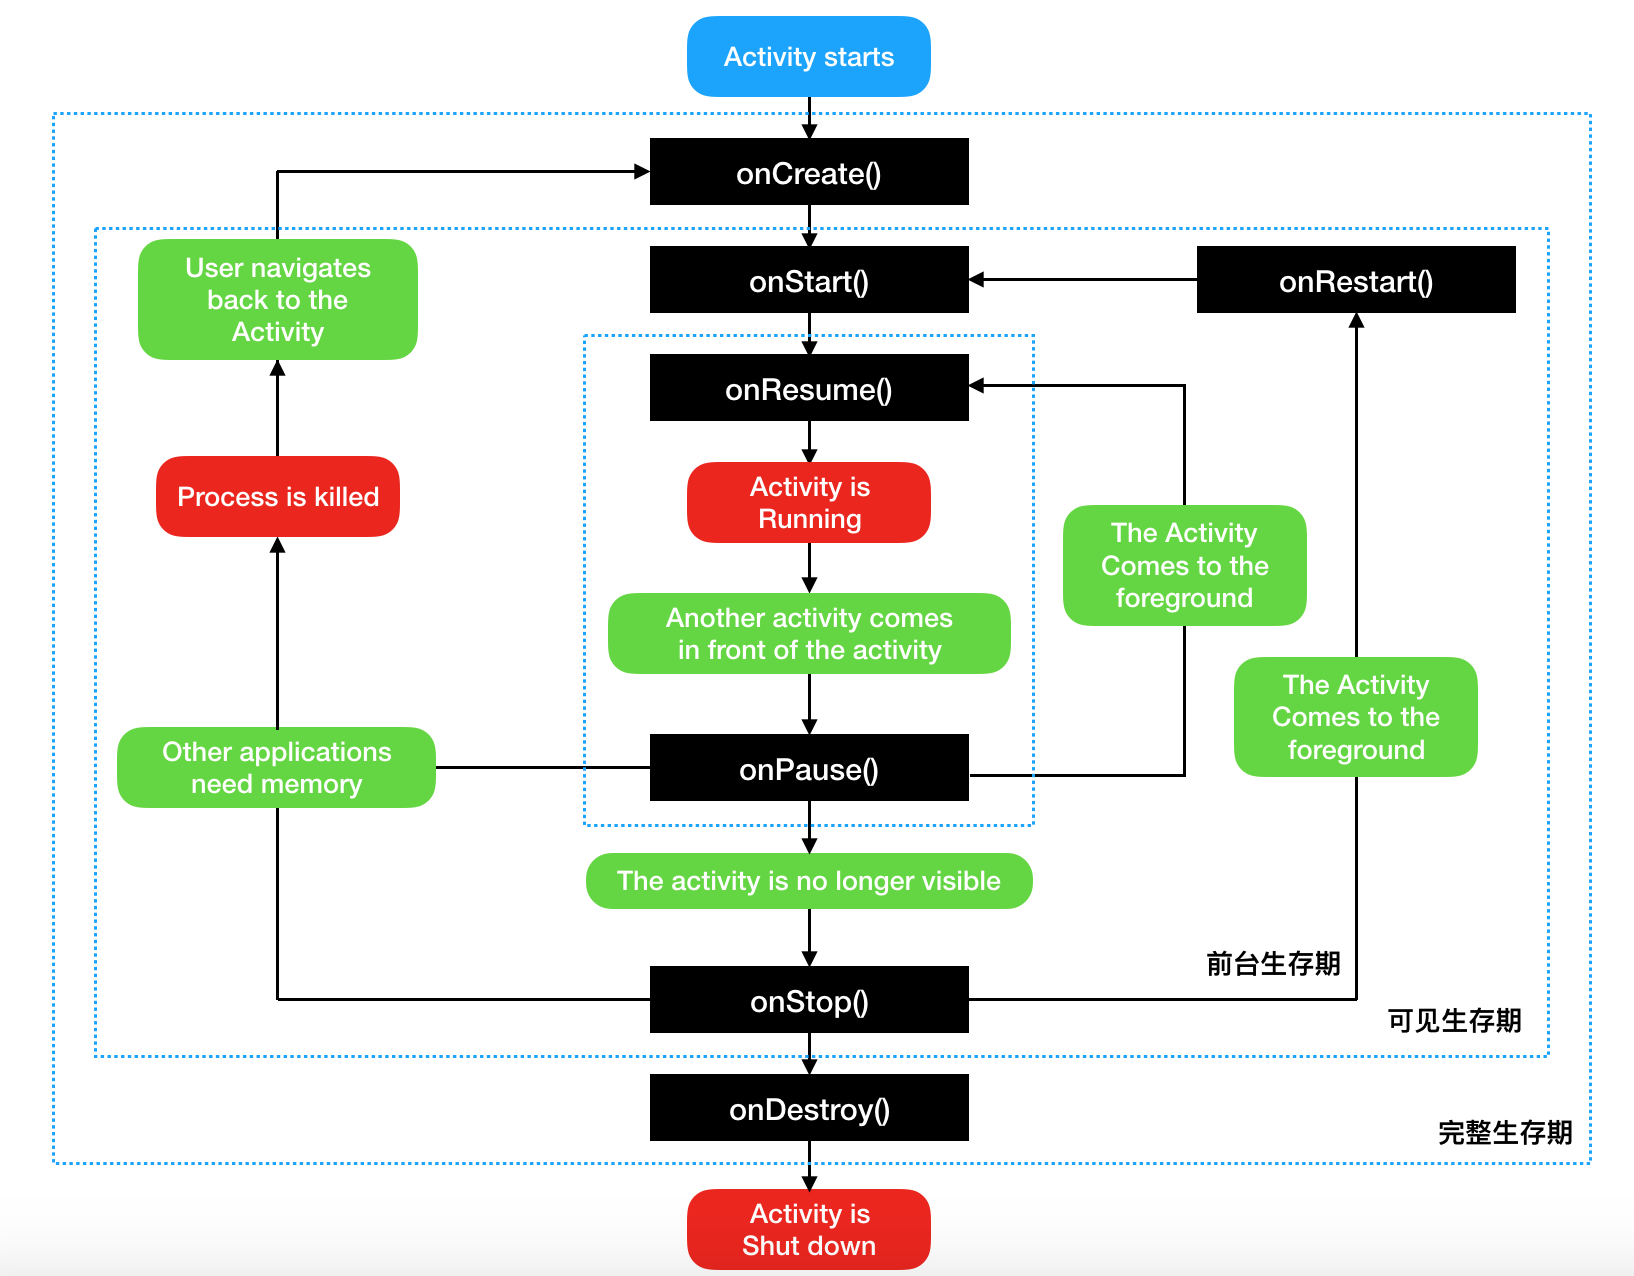 Activity starts
onCreate()
User navigates
back to the
Activity
onStart()
onRestart()
onResume()
Process is killed
Activity is
Running
The Activity
Comes to the
foreground
Another activity comes
in front of the activity
The Activity
Comes to the
foreground
Other applications
need memory
onPause()
The activity is no longer visible
前台生存期
onStop()
可见生存期
onDestroy()
完整生存期
Activity is
Shut down